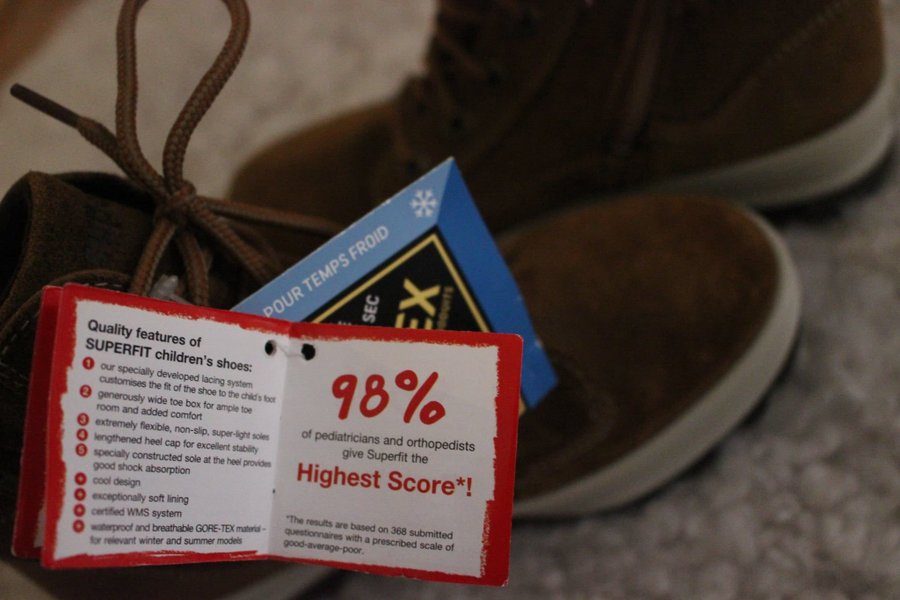 POUR TEMPS FROID
SEC
EX
Quality features of
SUPERFIT children's shoes:
1 our specially developed lacing system
customises the fit of the shoe to the child's foot
2 generously wide toe box for ample toe
room and added comfort
3 extremely flexible, non-slip, super-light soles
4 lengthened heel cap for excellent stability
5 specially constructed sole at the heel provides
good shock absorption
+ cool design
+ exceptionally soft lining
+ certified WMS system
+ waterproof and breathable GORE-TEX material –
for relevant winter and summer models
98%
of pediatricians and orthopedists
give Superfit the
Highest Score*!
*The results are based on 368 submitted
questionnaires with a prescribed scale of
good-average-poor.